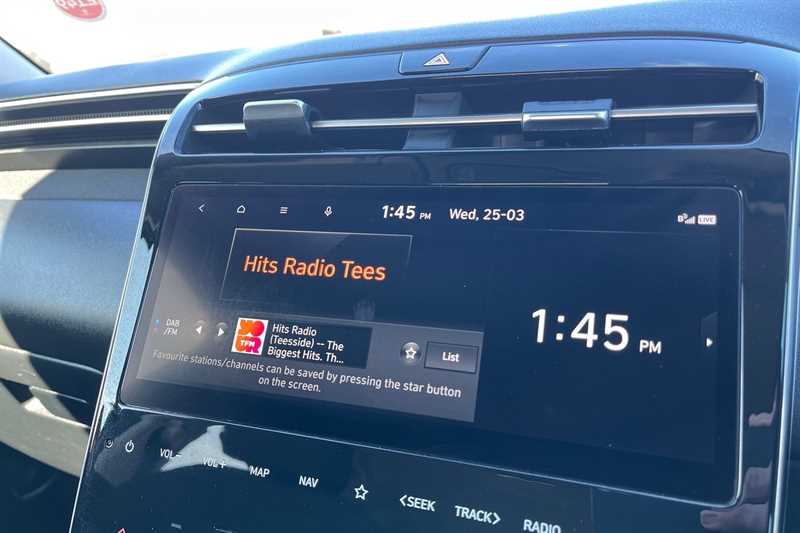 1:45 PM Wed, 25-03
LIVE
Hits Radio Tees
DAB
/FM
TFM
Hits Radio
(Teesside) -- The
Biggest Hits. Th...
List
Favourite stations/channels can be saved by pressing the star button
on the screen.
1:45 PM
VOL−
VOL+
MAP
NAV
<SEEK
TRACK>
RADIO